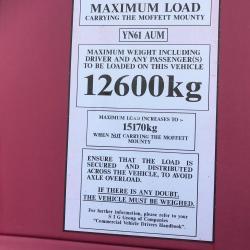 MAXIMUM LOAD
CARRYING THE MOFFETT MOUNTY
YN61 AUM
MAXIMUM WEIGHT INCLUDING
DRIVER AND ANY PASSENGER(S)
TO BE LOADED ON THIS VEHICLE
12600kg
MAXIMUM LOAD INCREASES TO :-
15170kg
WHEN NOT CARRYING THE MOFFETT
MOUNTY
ENSURE THAT THE LOAD IS
SECURED AND DISTRIBUTED
ACROSS THE VEHICLE, TO AVOID
AXLE OVERLOAD.
IF THERE IS ANY DOUBT,
THE VEHICLE MUST BE WEIGHED.
For further information, please refer to your
S I G Group of Companies
"Commercial Vehicle Drivers Handbook".